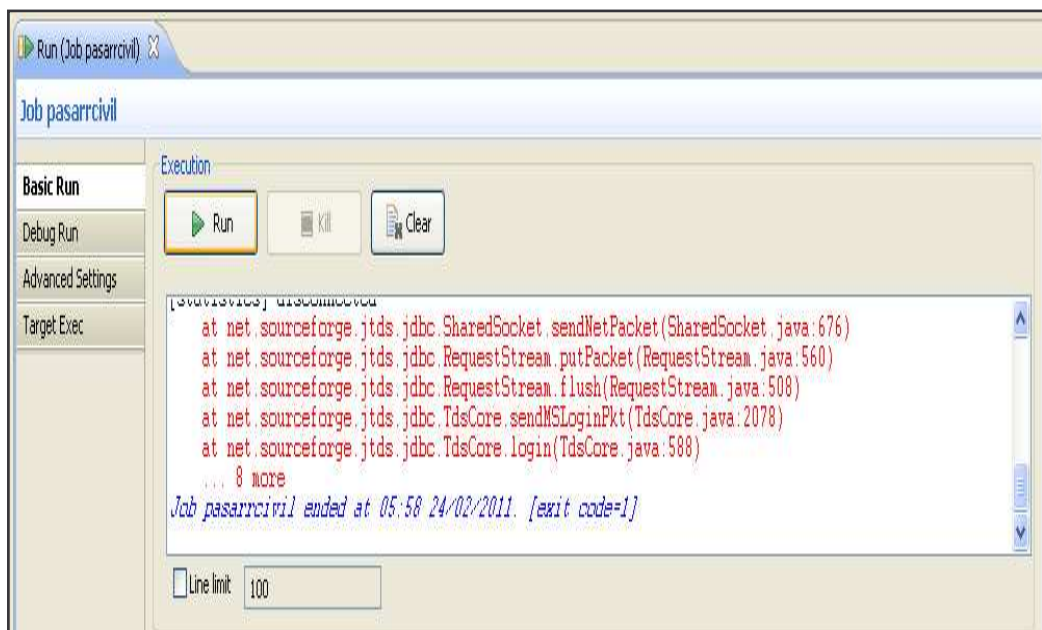 Run (Job pasarrcivil)
Job pasarrcivil
Basic Run
Debug Run
Advanced Settings
Target Exec
Execution
Run
Kill
Clear
[statistics] disconnected
at net.sourceforge.jtds.jdbc.SharedSocket.sendNetPacket(SharedSocket.java:676)
at net.sourceforge.jtds.jdbc.RequestStream.putPacket(RequestStream.java:560)
at net.sourceforge.jtds.jdbc.RequestStream.flush(RequestStream.java:508)
at net.sourceforge.jtds.jdbc.TdsCore.sendMSLoginPkt(TdsCore.java:2078)
at net.sourceforge.jtds.jdbc.TdsCore.login(TdsCore.java:588)
... 8 more
Job pasarrcivil ended at 05:58 24/02/2011. [exit code=1]
Line limit
100